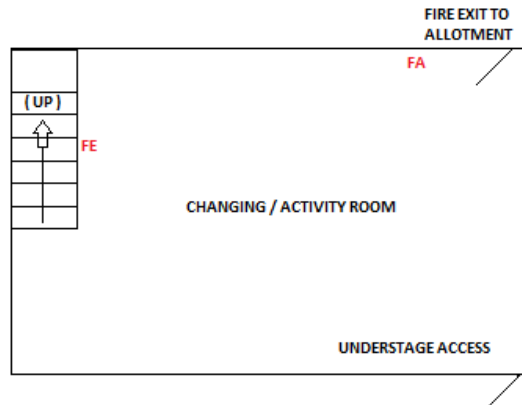 FIRE EXIT TO
ALLOTMENT
FA
( UP )
FE
CHANGING / ACTIVITY ROOM
UNDERSTAGE ACCESS